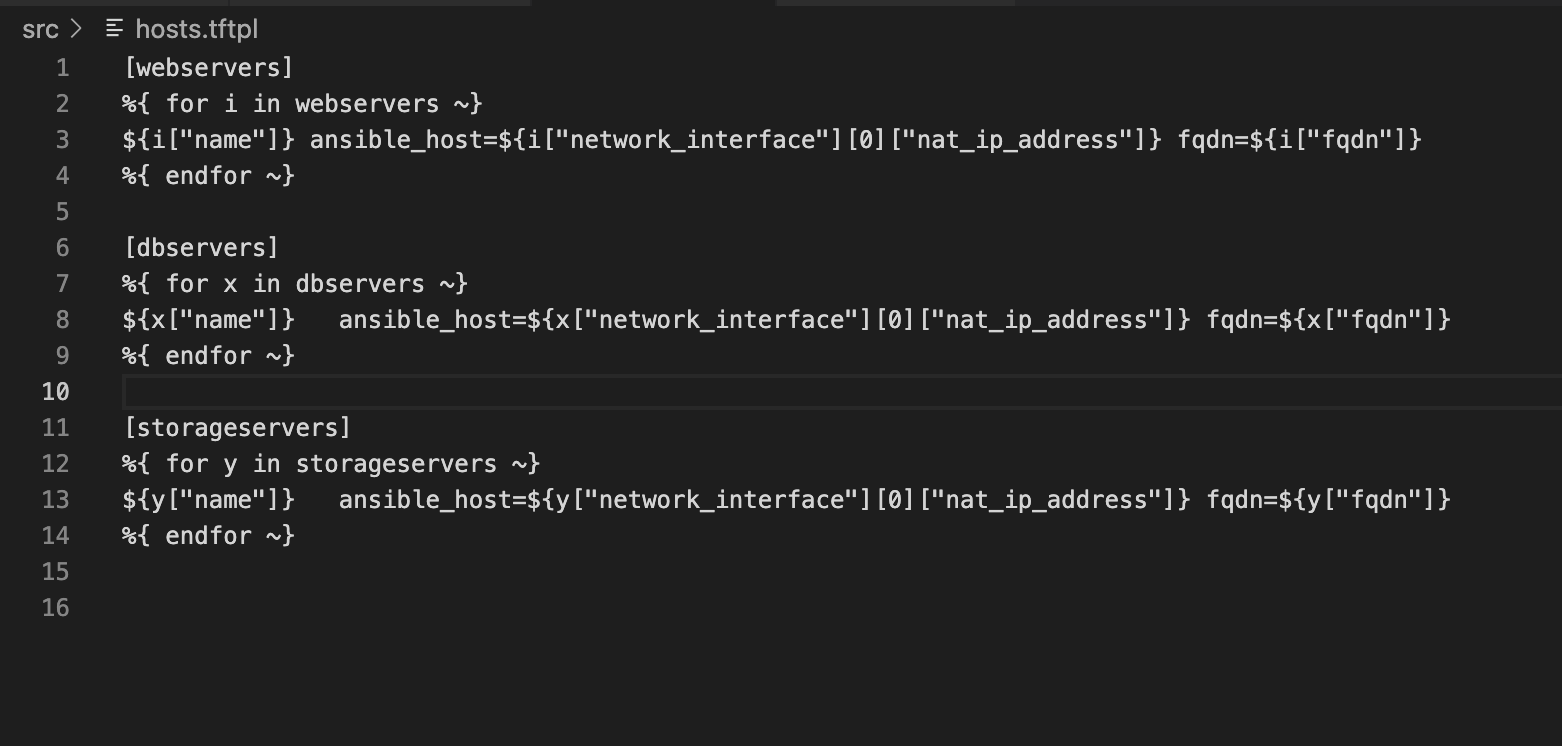 src > hosts.tftpl
1 [webservers]
2 %{ for i in webservers ~}
3 ${i["name"]} ansible_host=${i["network_interface"][0]["nat_ip_address"]} fqdn=${i["fqdn"]}
4 %{ endfor ~}
5
6 [dbservers]
7 %{ for x in dbservers ~}
8 ${x["name"]}   ansible_host=${x["network_interface"][0]["nat_ip_address"]} fqdn=${x["fqdn"]}
9 %{ endfor ~}
10
11 [storageservers]
12 %{ for y in storageservers ~}
13 ${y["name"]}   ansible_host=${y["network_interface"][0]["nat_ip_address"]} fqdn=${y["fqdn"]}
14 %{ endfor ~}
15
16